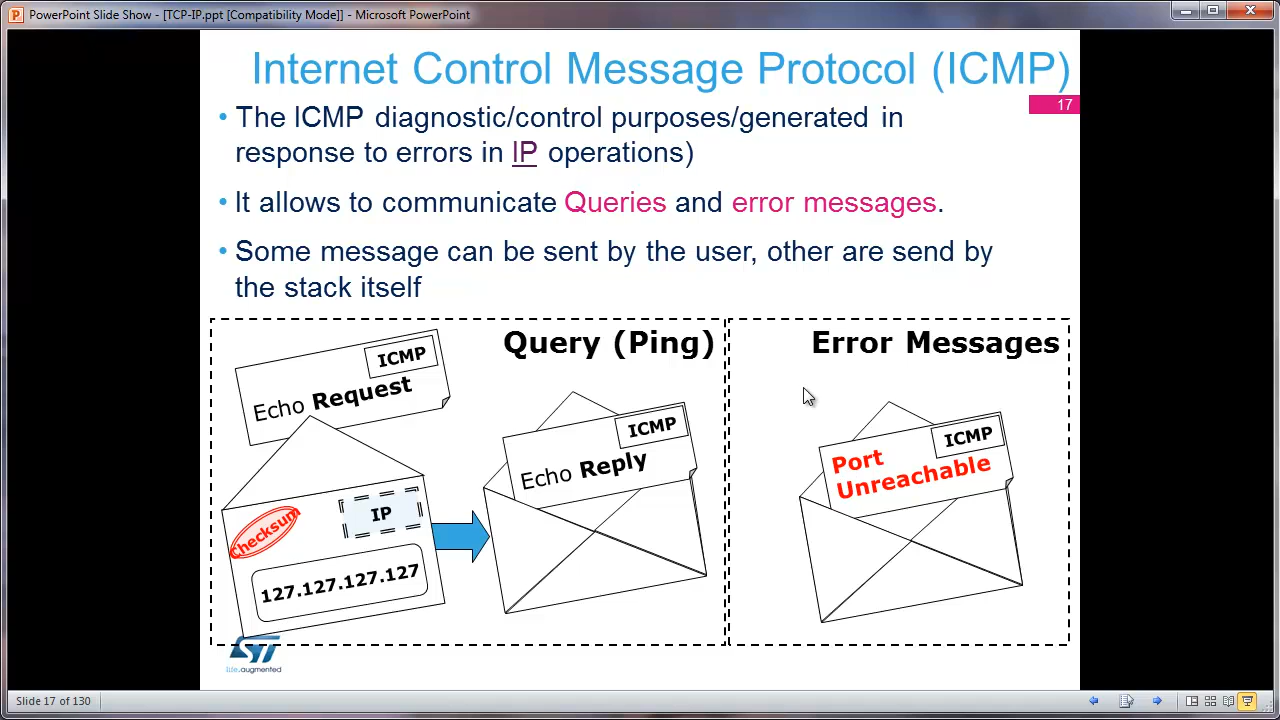 PowerPoint Slide Show - [TCP-IP.ppt [Compatibility Mode]] - Microsoft PowerPoint
Internet Control Message Protocol (ICMP)
17
• The ICMP diagnostic/control purposes/generated in
response to errors in IP operations)
• It allows to communicate Queries and error messages.
• Some message can be sent by the user, other are send by
the stack itself
Query (Ping)
ICMP
Echo Request
Checksum
IP
127.127.127.127
ICMP
Echo Reply
Error Messages
ICMP
Port
Unreachable
ST
life.augmented
Slide 17 of 130